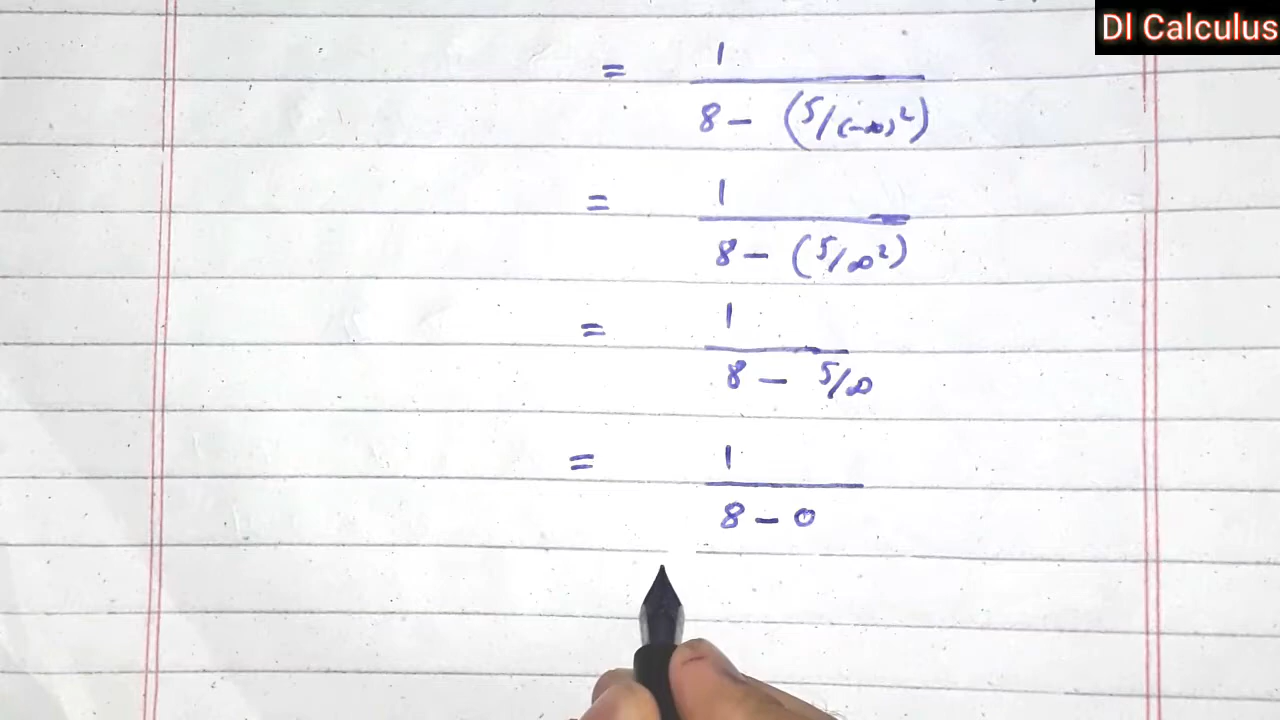 DI Calculus
= 1 / 8 - (5/(-∞)²)
= 1 / 8 - (5/∞²)
= 1 / 8 - 5/∞
= 1 / 8 - 0